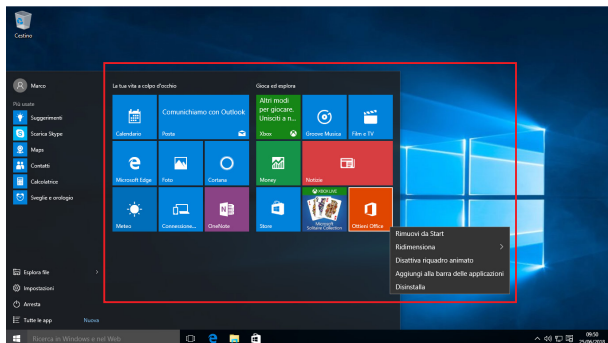 Cestino
Marco
Più usate
Suggerimenti
Scarica Skype
Maps
Contatti
Calcolatrice
Sveglie e orologio
Esplora file
Impostazioni
Arresta
Tutte le app
Nuova
La tua vita a colpo d'occhio
Calendario
Comunichiamo con Outlook
Posta
Microsoft Edge
Foto
Cortana
Meteo
Connessione...
OneNote
Gioca ed esplora
Altri modi
per giocare.
Unisciti a n...
Xbox
Groove Musica
Film e TV
Money
Notizie
Store
XBOX LIVE
Microsoft
Solitaire Collection
Ottieni Office
Rimuovi da Start
Ridimensiona
Disattiva riquadro animato
Aggiungi alla barra delle applicazioni
Disinstalla
Ricerca in Windows e nel Web
09:50
25/06/2018